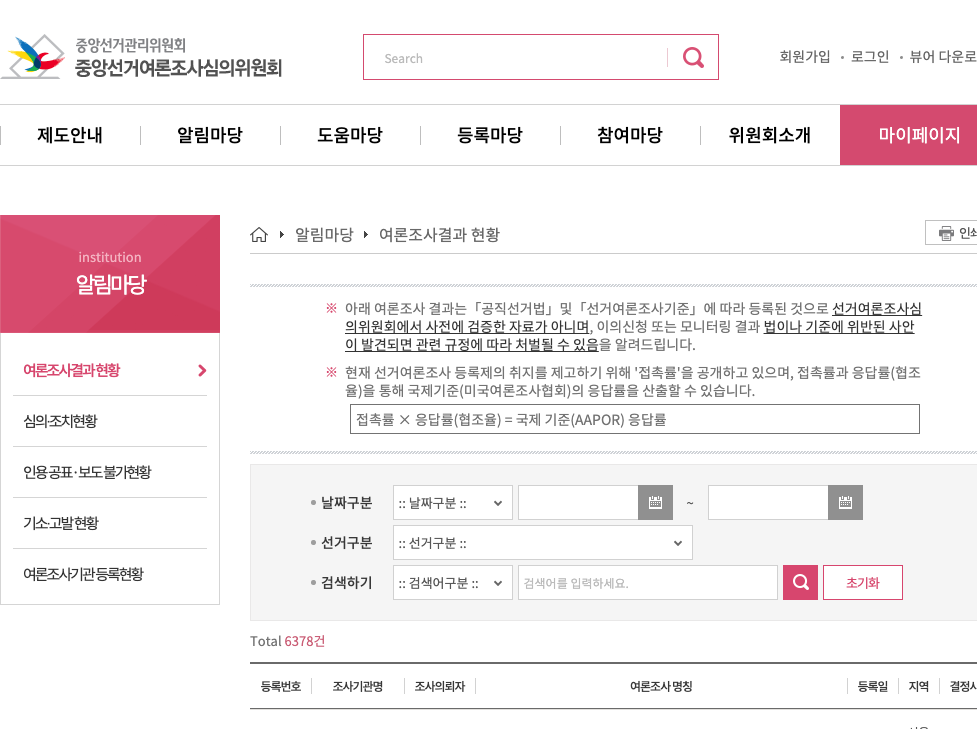 중앙선거관리위원회
중앙선거여론조사심의위원회
Search
회원가입 로그인 뷰어 다운로
제도안내 알림마당 도움마당 등록마당 참여마당 위원회소개 마이페이지
institution
알림마당
여론조사결과 현황
심의·조치현황
인용 공표·보도 불가현황
기소·고발현황
여론조사기관 등록현황
알림마당 여론조사결과 현황
인쇄
※ 아래 여론조사 결과는「공직선거법」및「선거여론조사기준」에 따라 등록된 것으로 선거여론조사심
의위원회에서 사전에 검증한 자료가 아니며, 이의신청 또는 모니터링 결과 법이나 기준에 위반된 사안
이 발견되면 관련 규정에 따라 처벌될 수 있음을 알려드립니다.
※ 현재 선거여론조사 등록제의 취지를 제고하기 위해 '접촉률'을 공개하고 있으며, 접촉률과 응답률(협조
율)을 통해 국제기준(미국여론조사협회)의 응답률을 산출할 수 있습니다.
접촉률 × 응답률(협조율) = 국제 기준(AAPOR) 응답률
날짜구분 :: 날짜구분 :: ~
선거구분 :: 선거구분 ::
검색하기 :: 검색어구분 :: 검색어를 입력하세요. 초기화
Total 6378건
등록번호 조사기관명 조사의뢰자 여론조사 명칭 등록일 지역 결정사